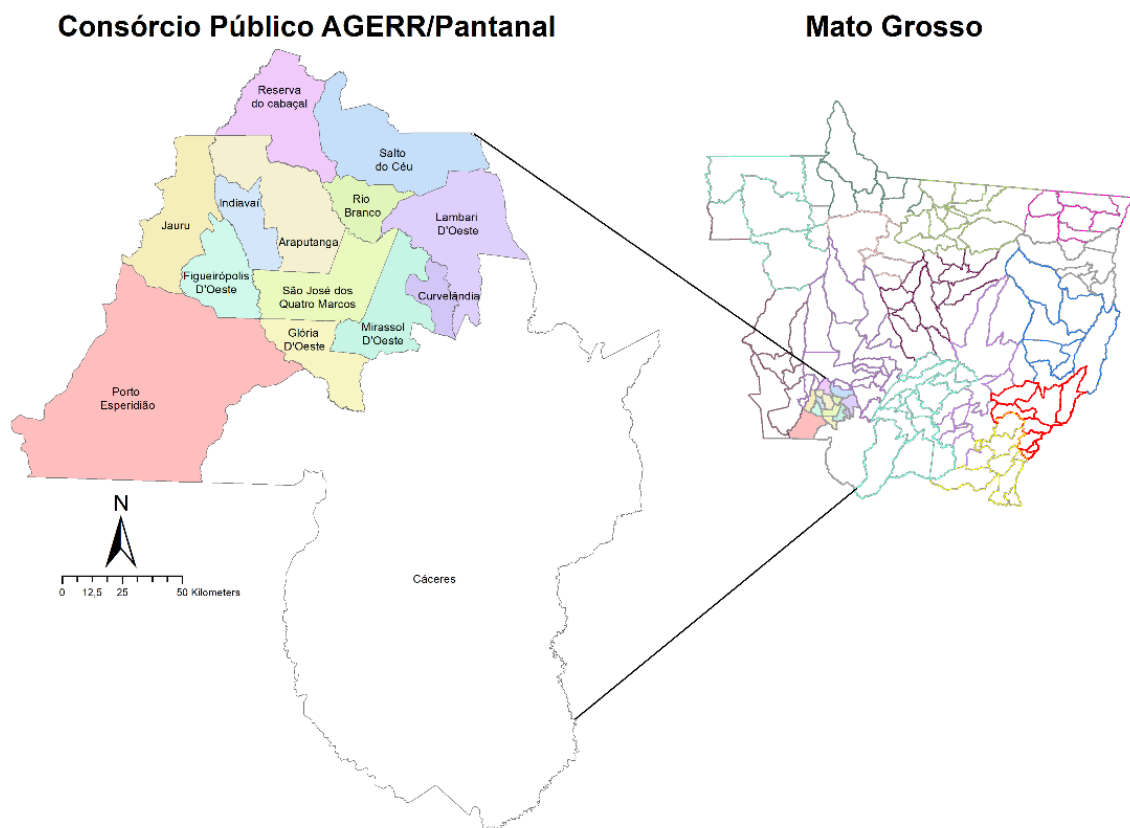 Consórcio Público AGERR/Pantanal
Mato Grosso
Reserva
do cabaçal
Salto
do Céu
Indiavaí
Rio
Branco
Lambari
D'Oeste
Jauru
Araputanga
Figueirópolis
D'Oeste
São José dos
Quatro Marcos
Curvelândia
Glória
D'Oeste
Mirassol
D'Oeste
Porto
Esperidião
N
0 12,5 25 50 Kilometers
Cáceres